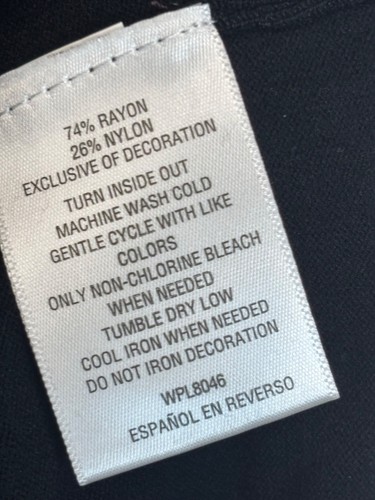 74% RAYON
26% NYLON
EXCLUSIVE OF DECORATION
TURN INSIDE OUT
MACHINE WASH COLD
GENTLE CYCLE WITH LIKE
COLORS
ONLY NON-CHLORINE BLEACH
WHEN NEEDED
TUMBLE DRY LOW
COOL IRON WHEN NEEDED
DO NOT IRON DECORATION
WPL8046
ESPAÑOL EN REVERSO